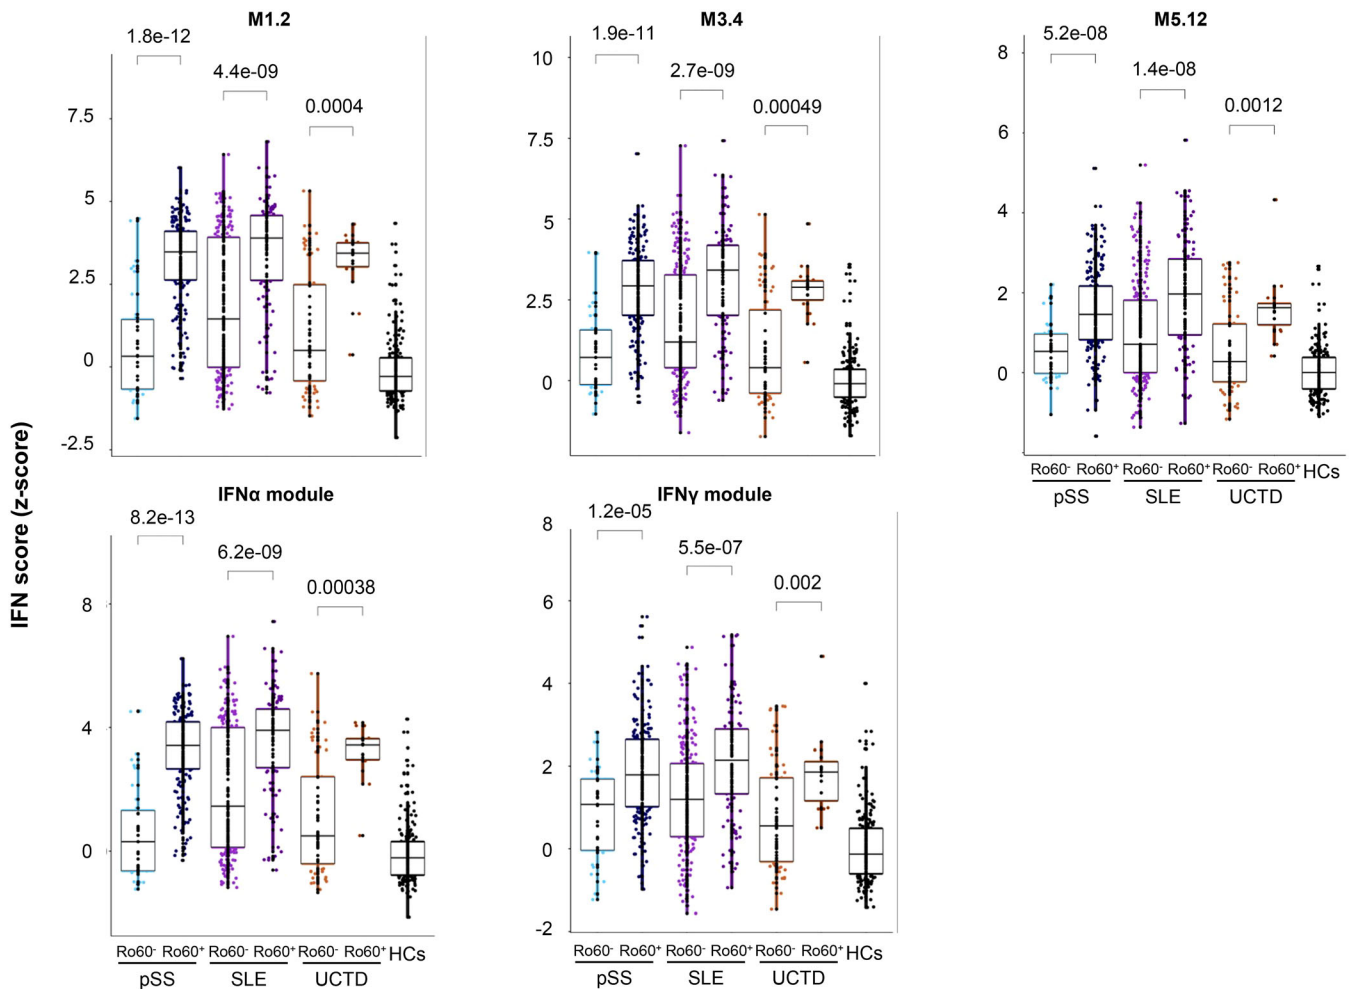 M1.2
1.8e-12
4.4e-09
0.0004
7.5
5
2.5
0
-2.5
M3.4
1.9e-11
2.7e-09
0.00049
10
7.5
5
2.5
0
M5.12
5.2e-08
1.4e-08
0.0012
8
6
4
2
0
Ro60⁻ Ro60⁺ Ro60⁻ Ro60⁺ Ro60⁻ Ro60⁺ HCs
pSS SLE UCTD
IFN score (z-score)
IFNα module
8.2e-13
6.2e-09
0.00038
8
4
0
Ro60⁻ Ro60⁺ Ro60⁻ Ro60⁺ Ro60⁻ Ro60⁺ HCs
pSS SLE UCTD
IFNγ module
1.2e-05
5.5e-07
0.002
8
6
4
2
0
-2
Ro60⁻ Ro60⁺ Ro60⁻ Ro60⁺ Ro60⁻ Ro60⁺ HCs
pSS SLE UCTD